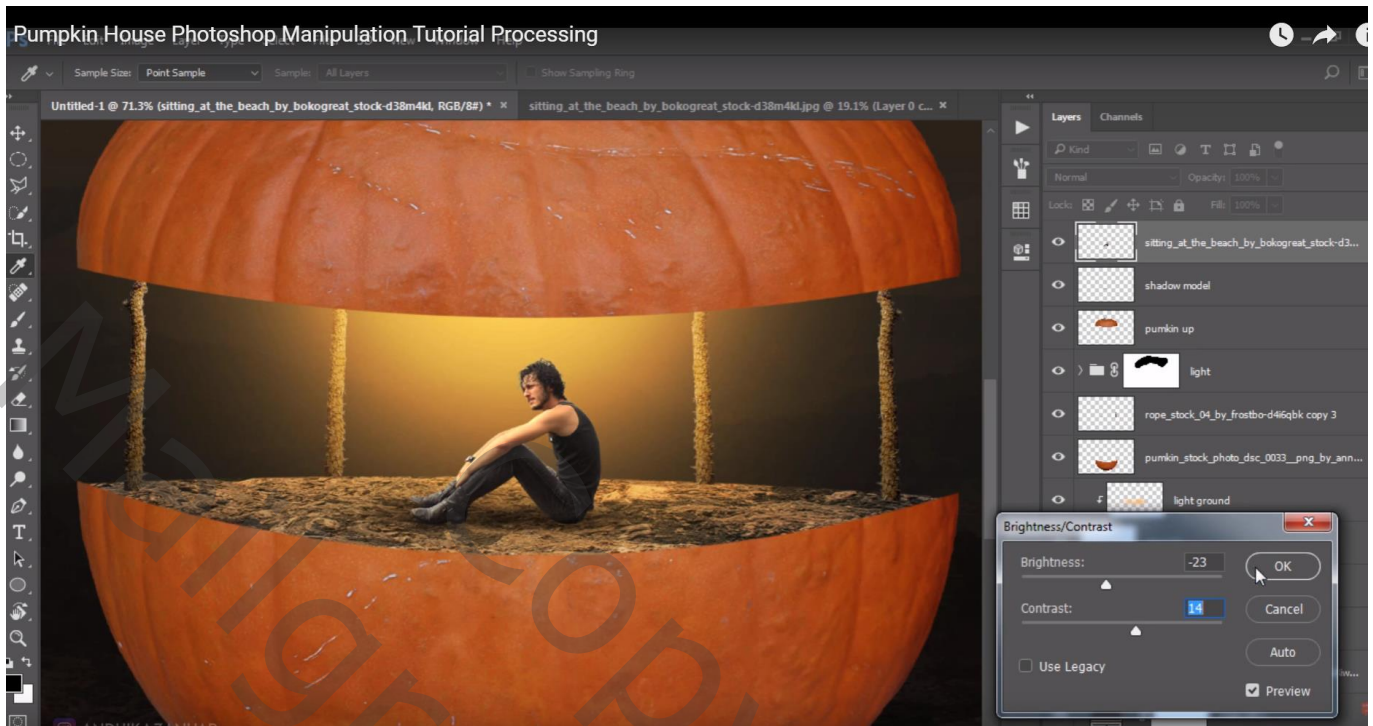 Pumpkin House Photoshop Manipulation Tutorial Processing
Sample Size: Point Sample Sample: All Layers Show Sampling Ring
Untitled-1 @ 71.3% (sitting_at_the_beach_by_bokogreat_stock-d38m4kl, RGB/8#) * × sitting_at_the_beach_by_bokogreat_stock-d38m4kl.jpg @ 19.1% (Layer 0 c... ×
Layers Channels
Kind
Normal Opacity: 100%
Lock: Fill: 100%
sitting_at_the_beach_by_bokogreat_stock-d3...
shadow model
pumkin up
light
rope_stock_04_by_frostbo-d4i6qbk copy 3
pumkin_stock_photo_dsc_0033__png_by_ann...
light ground
Brightness/Contrast
Brightness: -23
OK
Contrast: 14
Cancel
Auto
Use Legacy
Preview